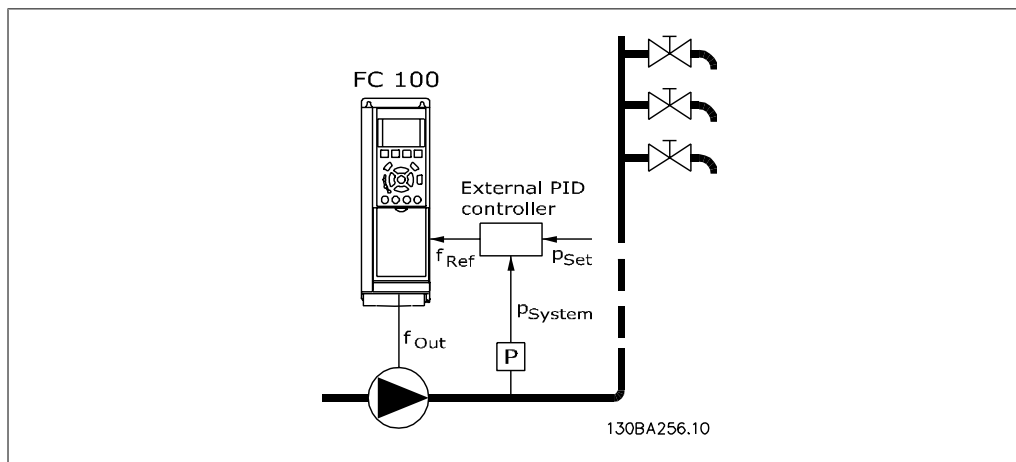 FC 100
External PID
controller
fRef
pSet
pSystem
fOut
P
130BA256.10